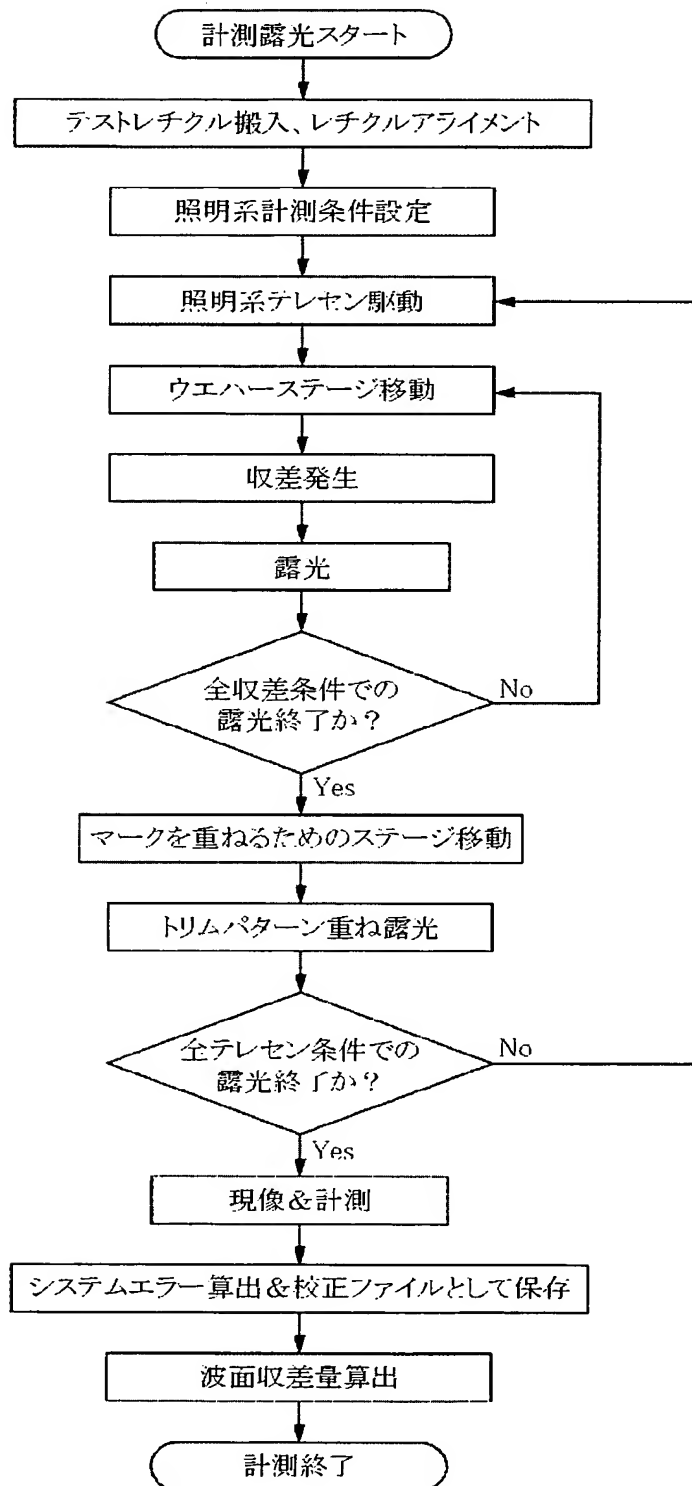 計測露光スタート
テストレチクル搬入、レチクルアライメント
照明系計測条件設定
照明系テレセン駆動
ウエハーステージ移動
収差発生
露光
全収差条件での
露光終了か?
No
Yes
マークを重ねるためのステージ移動
トリムパターン重ね露光
全テレセン条件での
露光終了か?
No
Yes
現像&計測
システムエラー算出&校正ファイルとして保存
波面収差量算出
計測終了